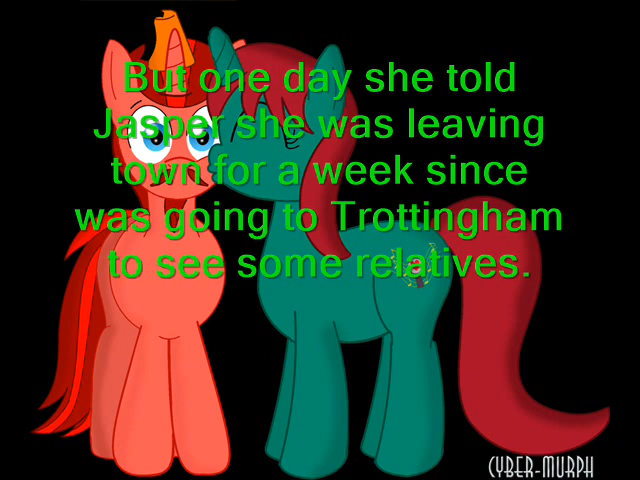 But one day she told
Jasper she was leaving
town for a week since
was going to Trottingham
to see some relatives.
CYBER-MURPH